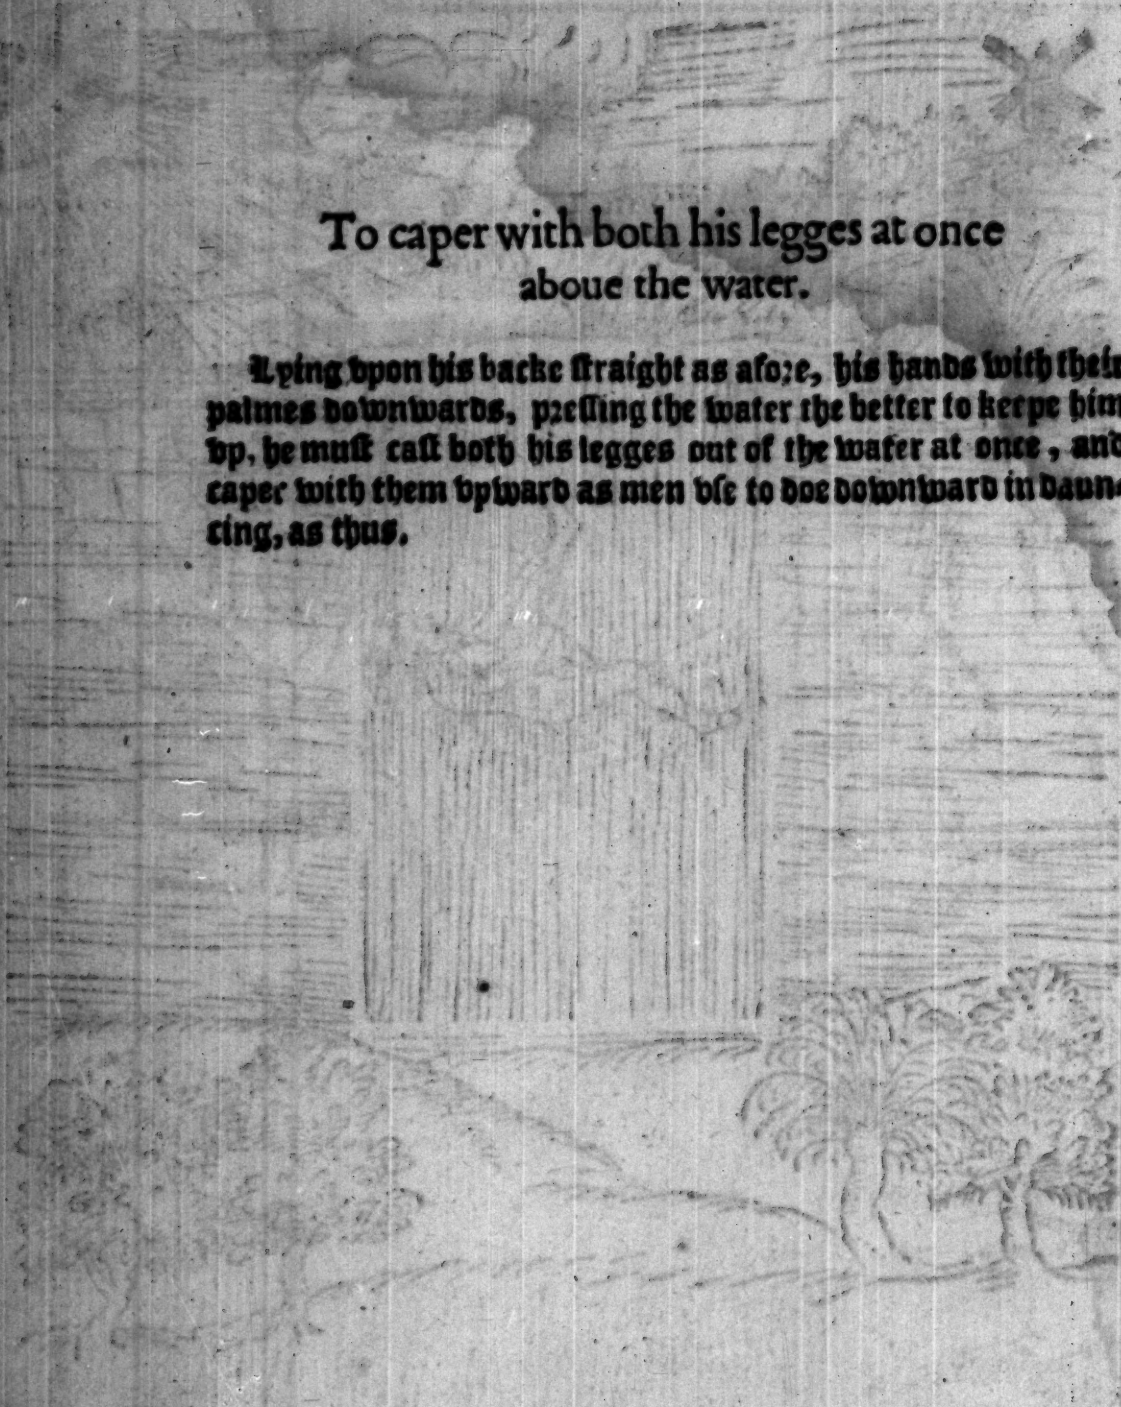 To caper with both his legges at once
aboue the water.
Lying vpon his backe ſtraight as afore, his hands with their
palmes downwards, preſſing the water the better to keepe him
vp, he muſt caſt both his legges out of the water at once, and
caper with them vpward as men vſe to doe downward in daun-
cing, as thus.